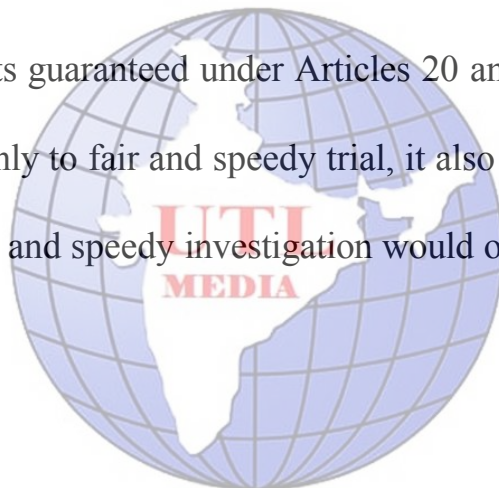 ts guaranteed under Articles 20 an
nly to fair and speedy trial, it also
UTL
and speedy investigation would o
MEDIA